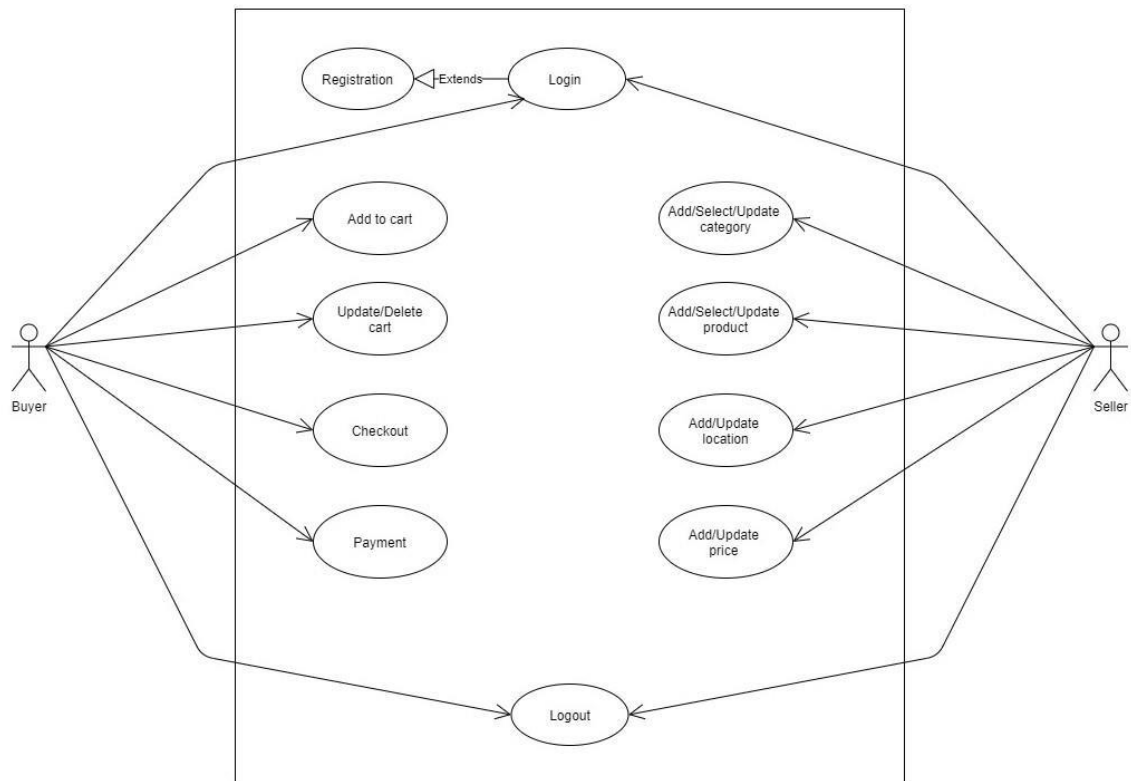 Registration
Extends
Login
Add to cart
Add/Select/Update
category
Update/Delete
cart
Add/Select/Update
product
Buyer
Seller
Checkout
Add/Update
location
Payment
Add/Update
price
Logout